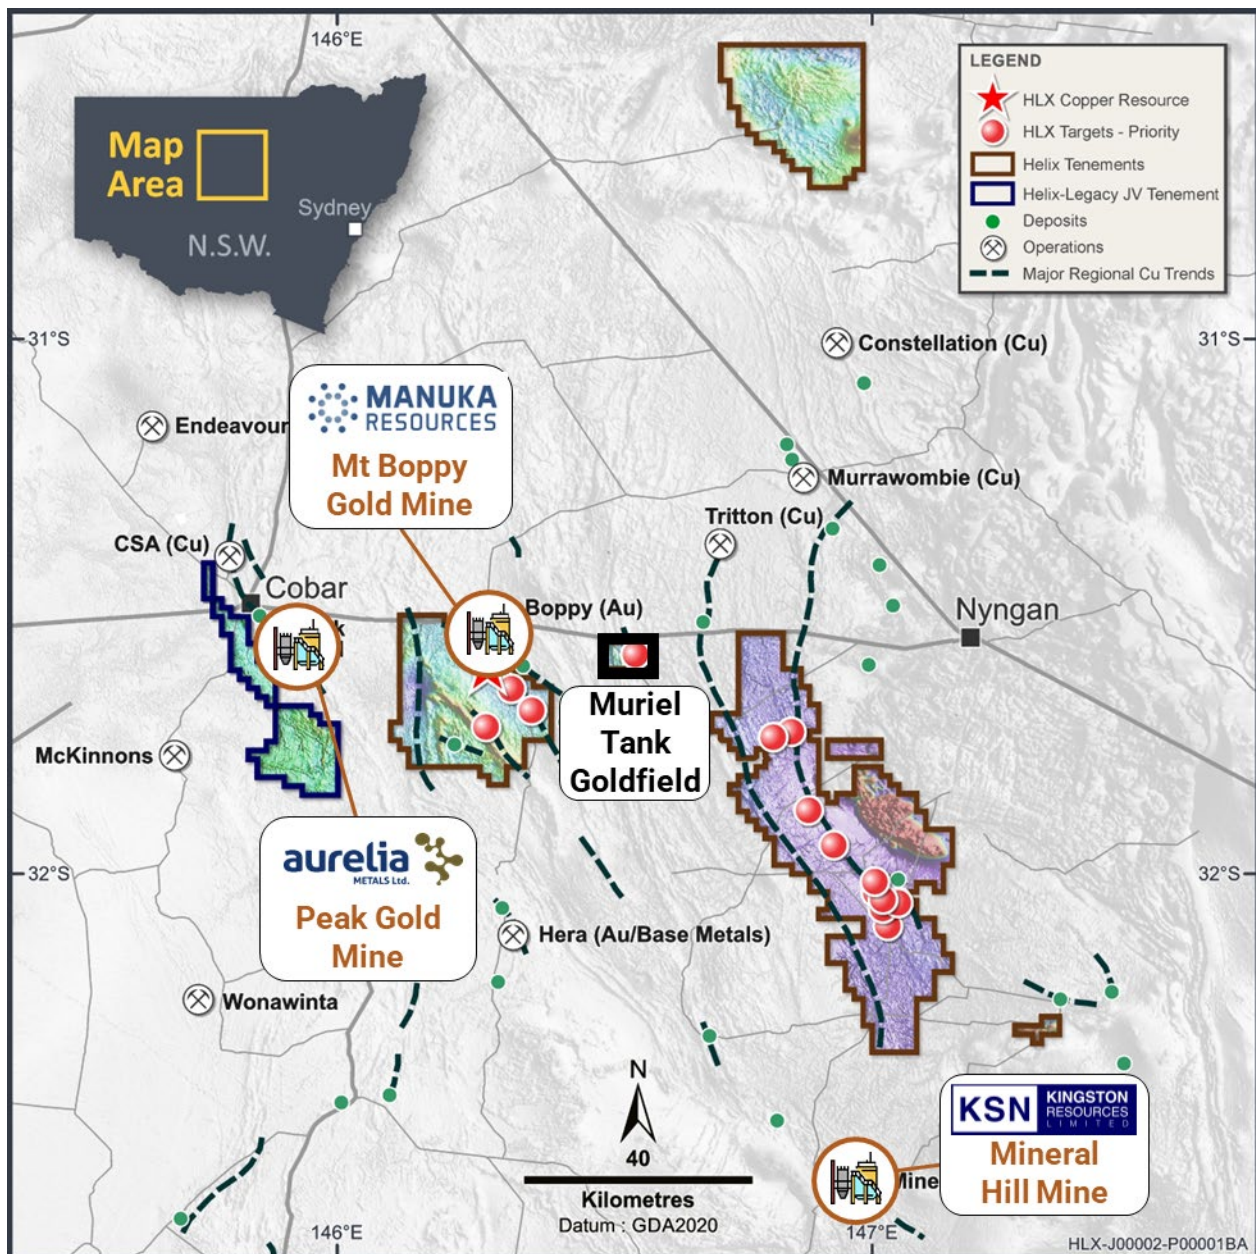 146°E
LEGEND
HLX Copper Resource
HLX Targets - Priority
Helix Tenements
Helix-Legacy JV Tenement
Deposits
Operations
Major Regional Cu Trends
Map
Area
Sydney
N.S.W.
31°S
31°S
Constellation (Cu)
MANUKA
RESOURCES
Mt Boppy
Gold Mine
Endeavour
Murrawombie (Cu)
Tritton (Cu)
CSA (Cu)
Cobar
Boppy (Au)
Nyngan
Muriel
Tank
Goldfield
McKinnons
aurelia
METALS Ltd.
Peak Gold
Mine
32°S
32°S
Hera (Au/Base Metals)
Wonawinta
N
40
Kilometres
Datum : GDA2020
KSN
KINGSTON
RESOURCES
LIMITED
Mineral
Hill Mine
146°E
147°E
HLX-J00002-P00001BA